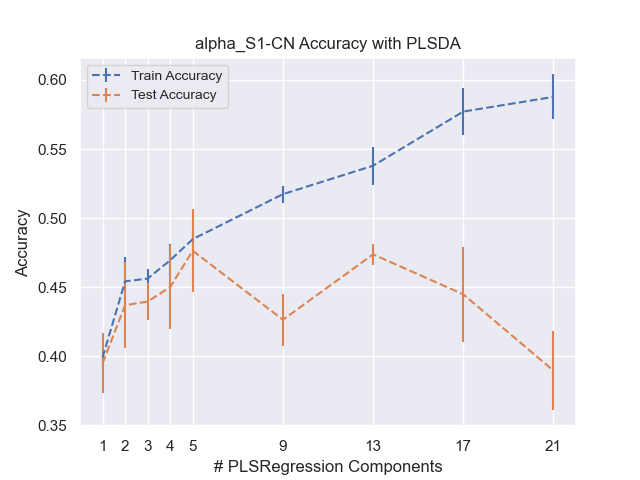 alpha_S1-CN Accuracy with PLSDA
Train Accuracy
Test Accuracy
0.60
0.55
0.50
0.45
0.40
0.35
Accuracy
1 2 3 4 5 9 13 17 21
# PLSRegression Components